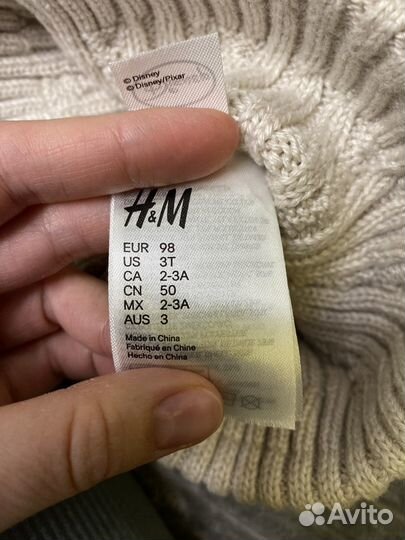 © Disney
© Disney/Pixar
H&M
EUR 98
US 3T
CA 2-3A
CN 50
MX 2-3A
AUS 3
Made in China
Fabriqué en Chine
Hecho en China
Avito